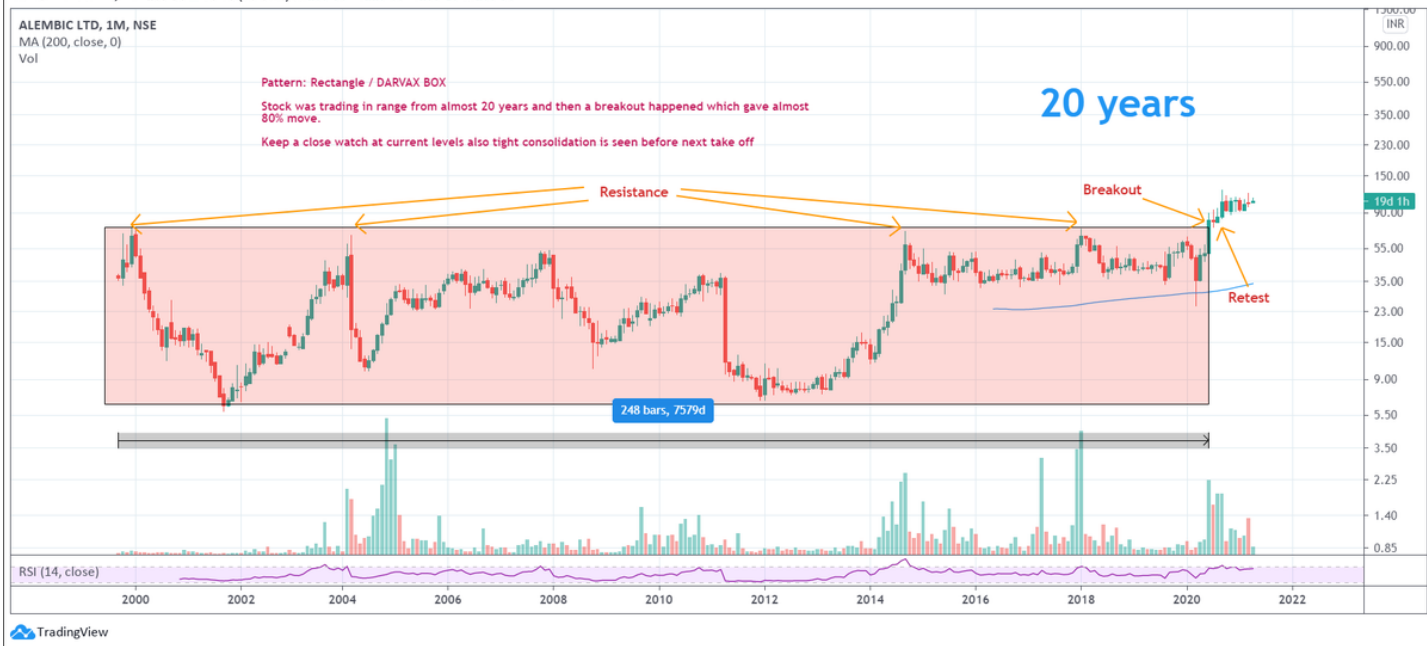 ALEMBIC LTD, 1M, NSE
MA (200, close, 0)
Vol
Pattern: Rectangle / DARVAX BOX
Stock was trading in range from almost 20 years and then a breakout happened which gave almost
80% move.
Keep a close watch at current levels also tight consolidation is seen before next take off
20 years
Resistance
Breakout
Retest
248 bars, 7579d
INR
900.00
550.00
350.00
230.00
150.00
19d 1h
90.00
55.00
35.00
23.00
15.00
9.00
5.50
3.50
2.25
1.40
0.85
RSI (14, close)
2000 2002 2004 2006 2008 2010 2012 2014 2016 2018 2020 2022
TradingView